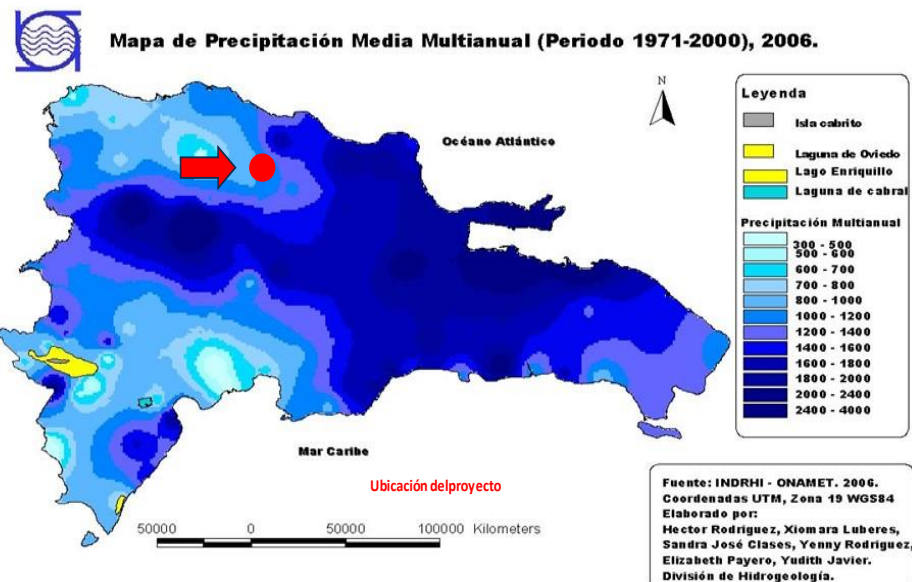 Mapa de Precipitación Media Multianual (Periodo 1971-2000), 2006.
N
Océano Atlántico
Mar Caribe
Ubicación delproyecto
50000 0 50000 100000 Kilometers
Leyenda
Isla cabrito
Laguna de Oviedo
Lago Enriquillo
Laguna de cabral
Precipitación Multianual
300 - 500
500 - 600
600 - 700
700 - 800
800 - 1000
1000 - 1200
1200 - 1400
1400 - 1600
1600 - 1800
1800 - 2000
2000 - 2400
2400 - 4000
Fuente: INDRHI - ONAMET. 2006.
Coordenadas UTM, Zona 19 WGS84
Elaborado por:
Hector Rodriguez, Xiomara Luberes,
Sandra José Clases, Yenny Rodriguez,
Elizabeth Payero, Yudith Javier.
División de Hidrogeología.